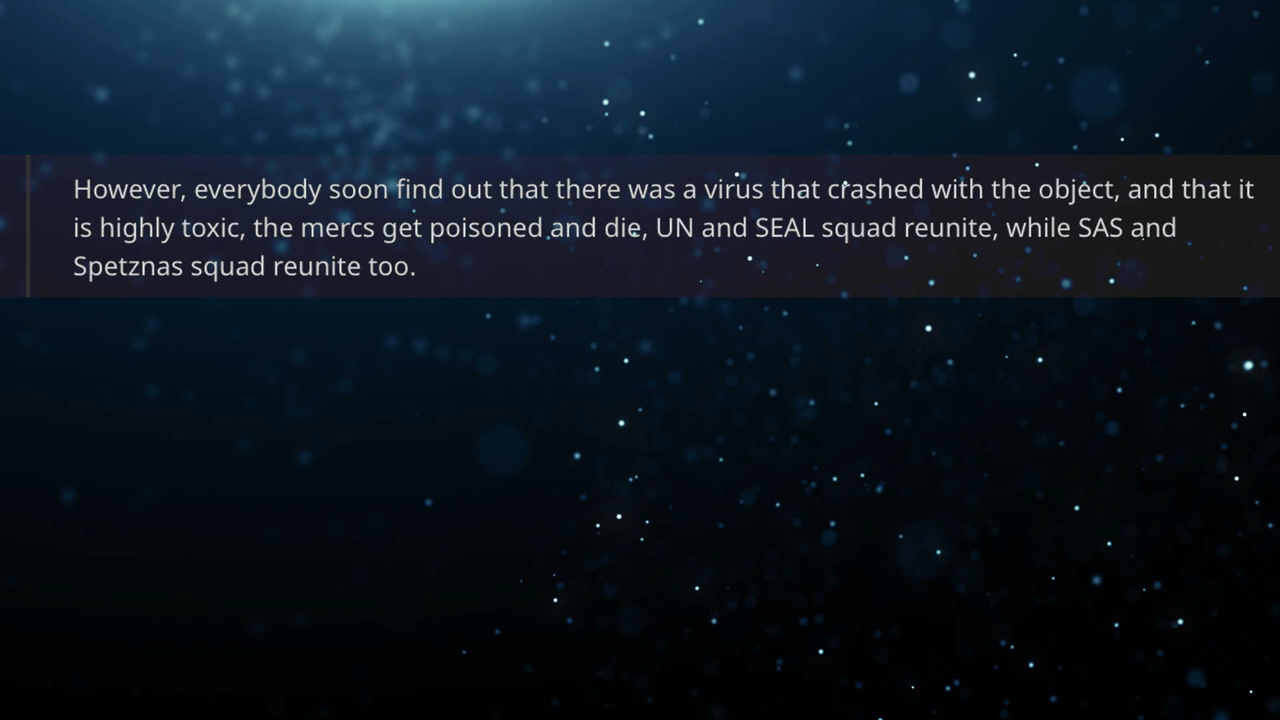 However, everybody soon find out that there was a virus that crashed with the object, and that it
is highly toxic, the mercs get poisoned and die, UN and SEAL squad reunite, while SAS and
Spetznas squad reunite too.